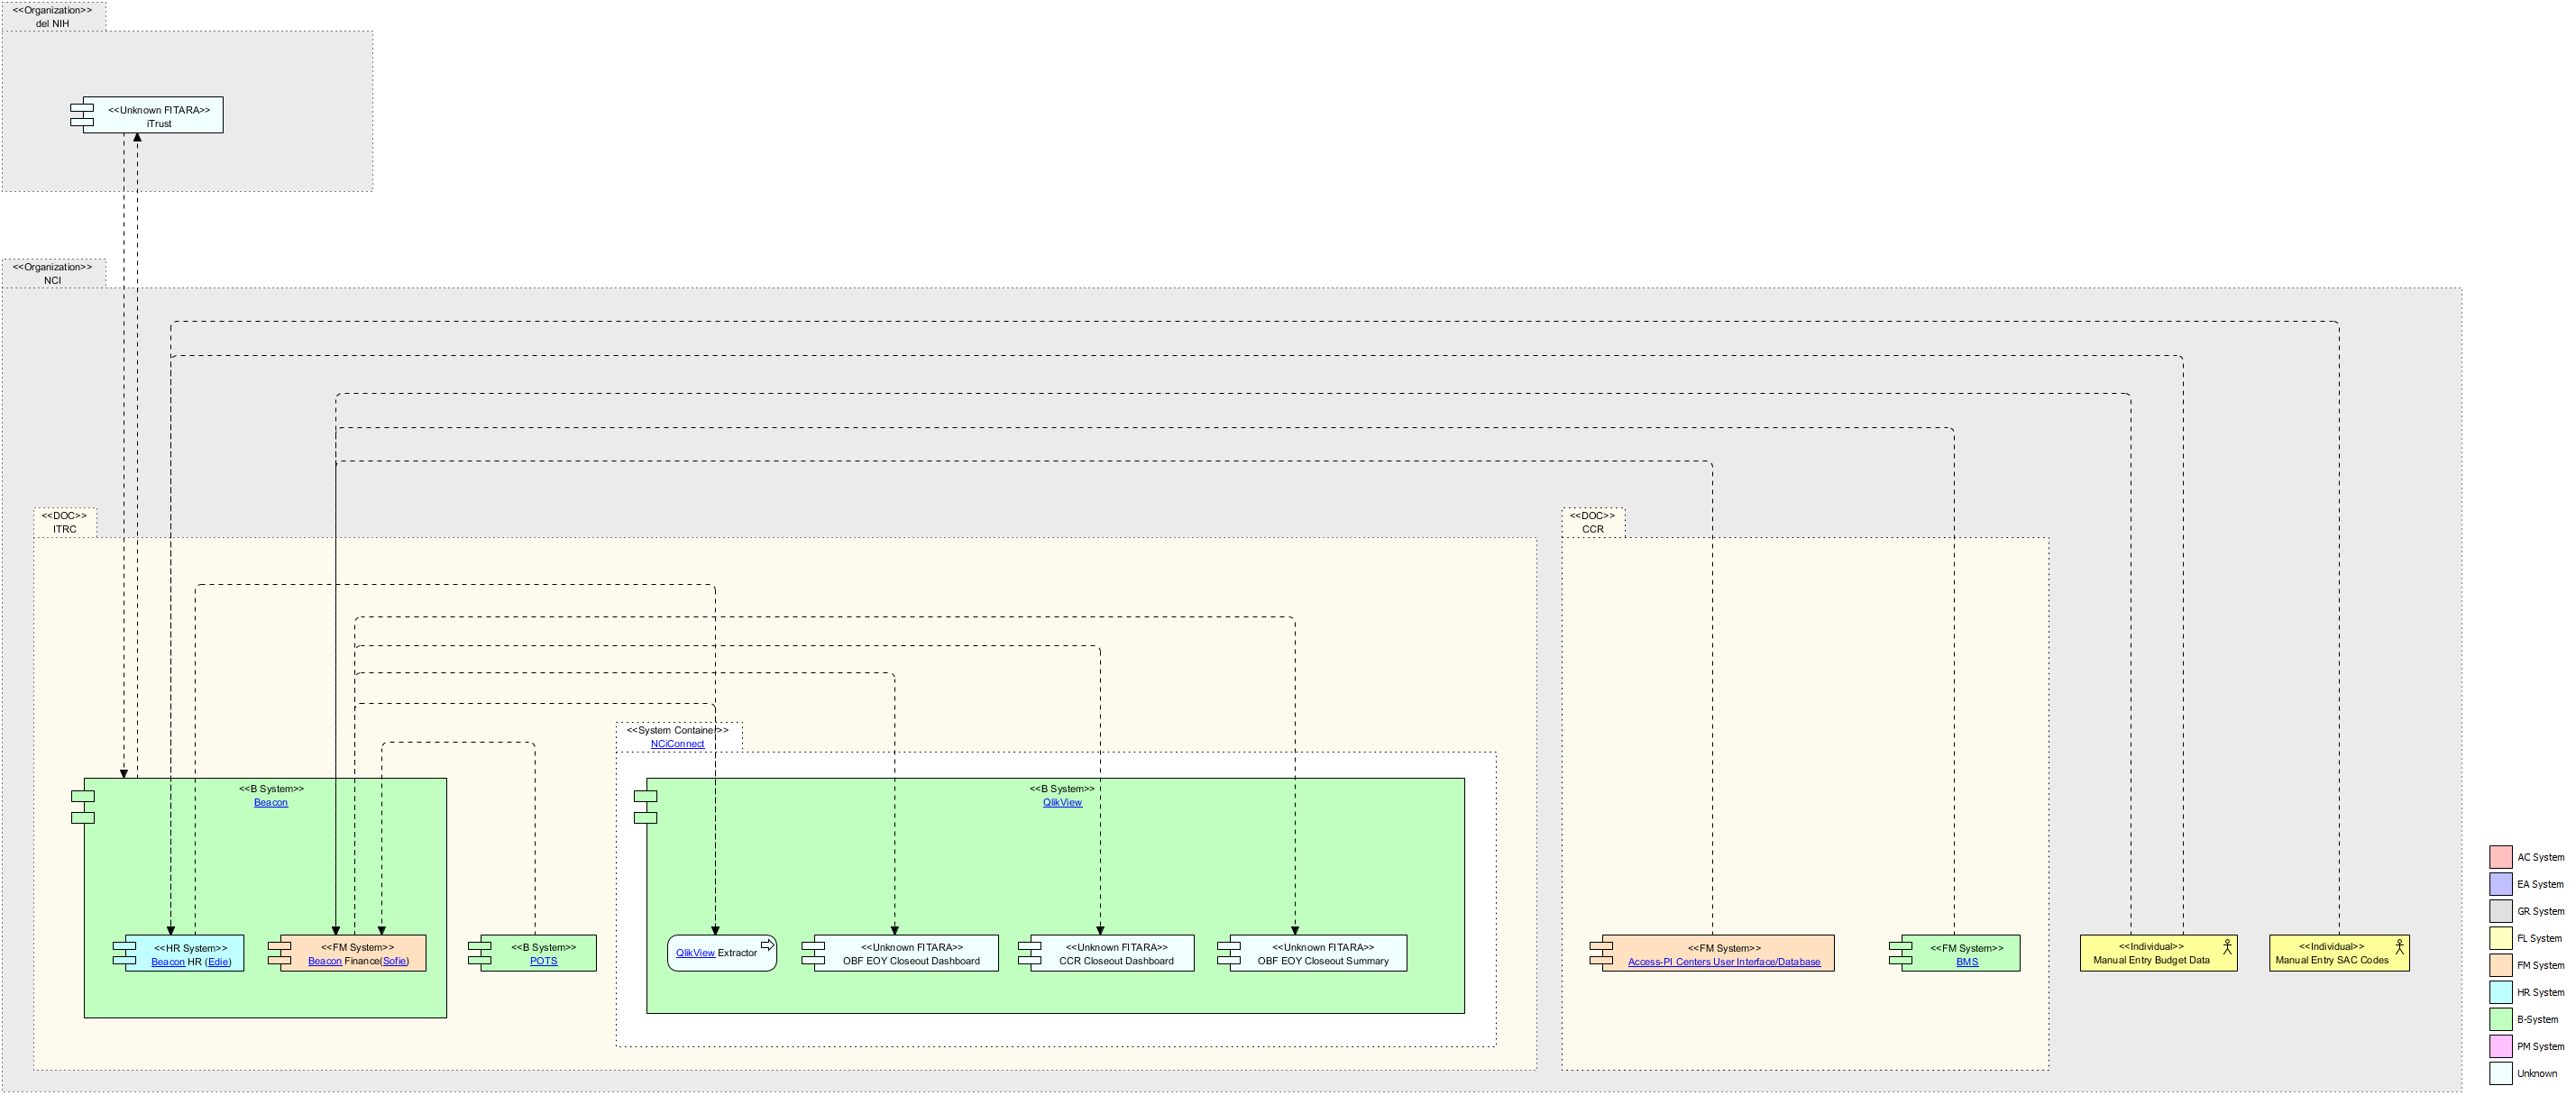 <<Organization>>
del NIH
<<Unknown FITARA>>
iTrust
<<Organization>>
NCI
<<DOC>>
ITRC
<<DOC>>
CCR
<<System Container>>
NCiConnect
<<B System>>
Beacon
<<B System>>
QlikView
<<HR System>>
Beacon HR (Edie)
<<FM System>>
Beacon Finance(Sofie)
<<B System>>
POTS
QlikView Extractor
<<Unknown FITARA>>
OBF EOY Closeout Dashboard
<<Unknown FITARA>>
CCR Closeout Dashboard
<<Unknown FITARA>>
OBF EOY Closeout Summary
<<FM System>>
Access-PI Centers User Interface/Database
<<FM System>>
BMS
<<Individual>>
Manual Entry Budget Data
<<Individual>>
Manual Entry SAC Codes
AC System
EA System
GR System
FL System
FM System
HR System
B-System
PM System
Unknown